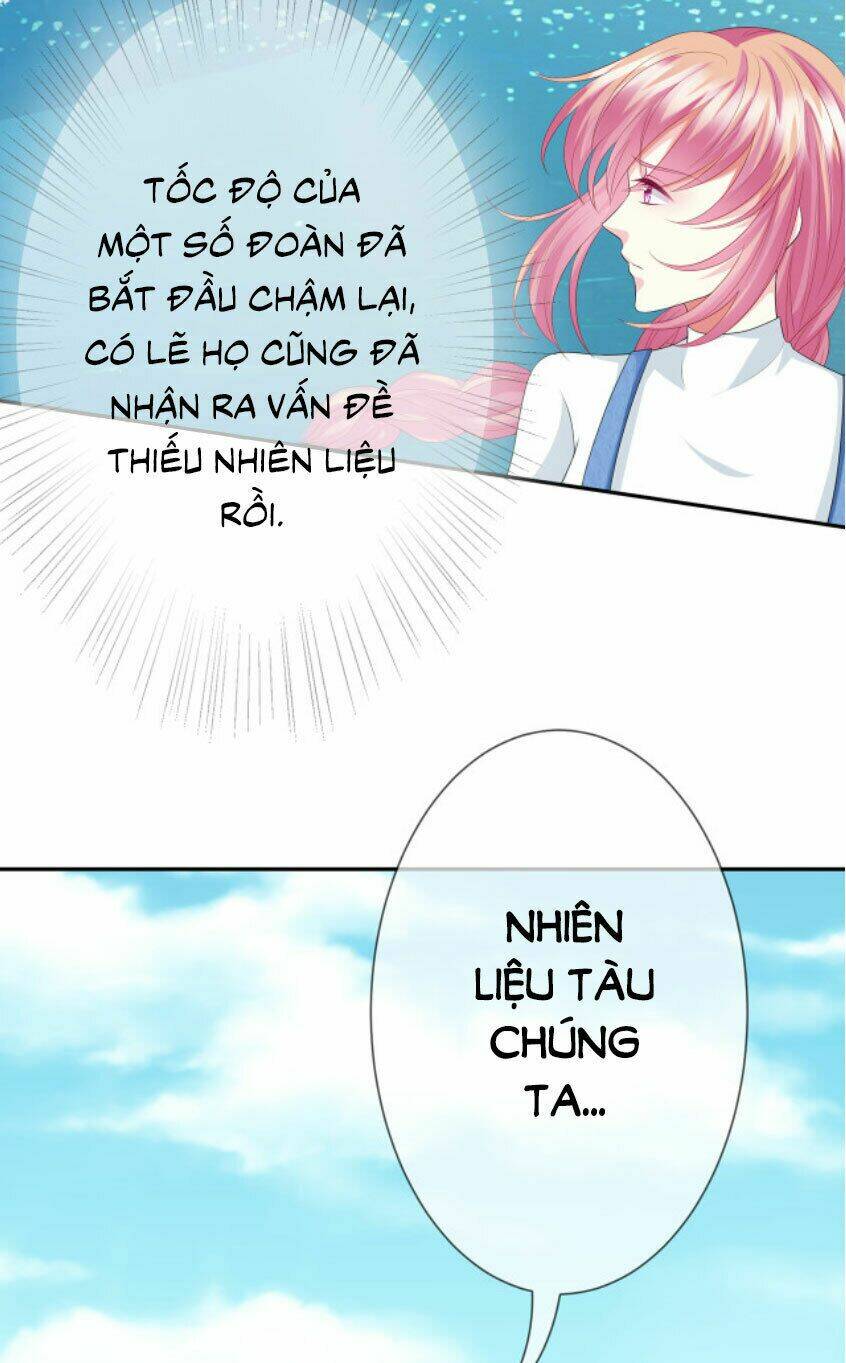 TỐC ĐỘ CỦA
MỘT SỐ ĐOÀN ĐÃ
BẮT ĐẦU CHẬM LẠI,
CÓ LẼ HỌ CŨNG ĐÃ
NHẬN RA VẤN ĐỀ
THIẾU NHIÊN LIỆU
RỒI.
NHIÊN
LIỆU TÀU
CHÚNG
TA...